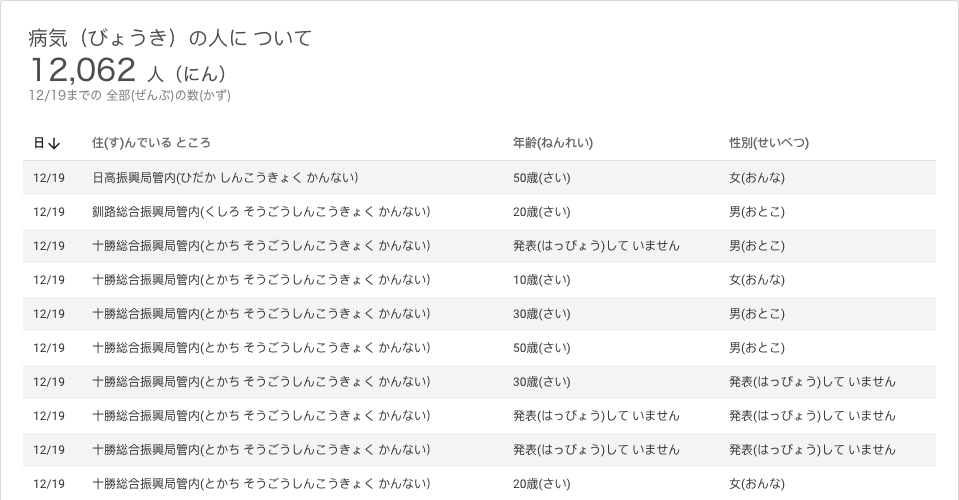 病気（びょうき）の人に ついて
12,062 人（にん）
12/19までの 全部(ぜんぶ)の数(かず)
日↓ 住(す)んでいる ところ 年齢(ねんれい) 性別(せいべつ)
12/19 日高振興局管内(ひだか しんこうきょく かんない) 50歳(さい) 女(おんな)
12/19 釧路総合振興局管内(くしろ そうごうしんこうきょく かんない) 20歳(さい) 男(おとこ)
12/19 十勝総合振興局管内(とかち そうごうしんこうきょく かんない) 発表(はっぴょう)して いません 男(おとこ)
12/19 十勝総合振興局管内(とかち そうごうしんこうきょく かんない) 10歳(さい) 女(おんな)
12/19 十勝総合振興局管内(とかち そうごうしんこうきょく かんない) 30歳(さい) 男(おとこ)
12/19 十勝総合振興局管内(とかち そうごうしんこうきょく かんない) 50歳(さい) 男(おとこ)
12/19 十勝総合振興局管内(とかち そうごうしんこうきょく かんない) 30歳(さい) 発表(はっぴょう)して いません
12/19 十勝総合振興局管内(とかち そうごうしんこうきょく かんない) 発表(はっぴょう)して いません 発表(はっぴょう)して いません
12/19 十勝総合振興局管内(とかち そうごうしんこうきょく かんない) 発表(はっぴょう)して いません 発表(はっぴょう)して いません
12/19 十勝総合振興局管内(とかち そうごうしんこうきょく かんない) 20歳(さい) 女(おんな)